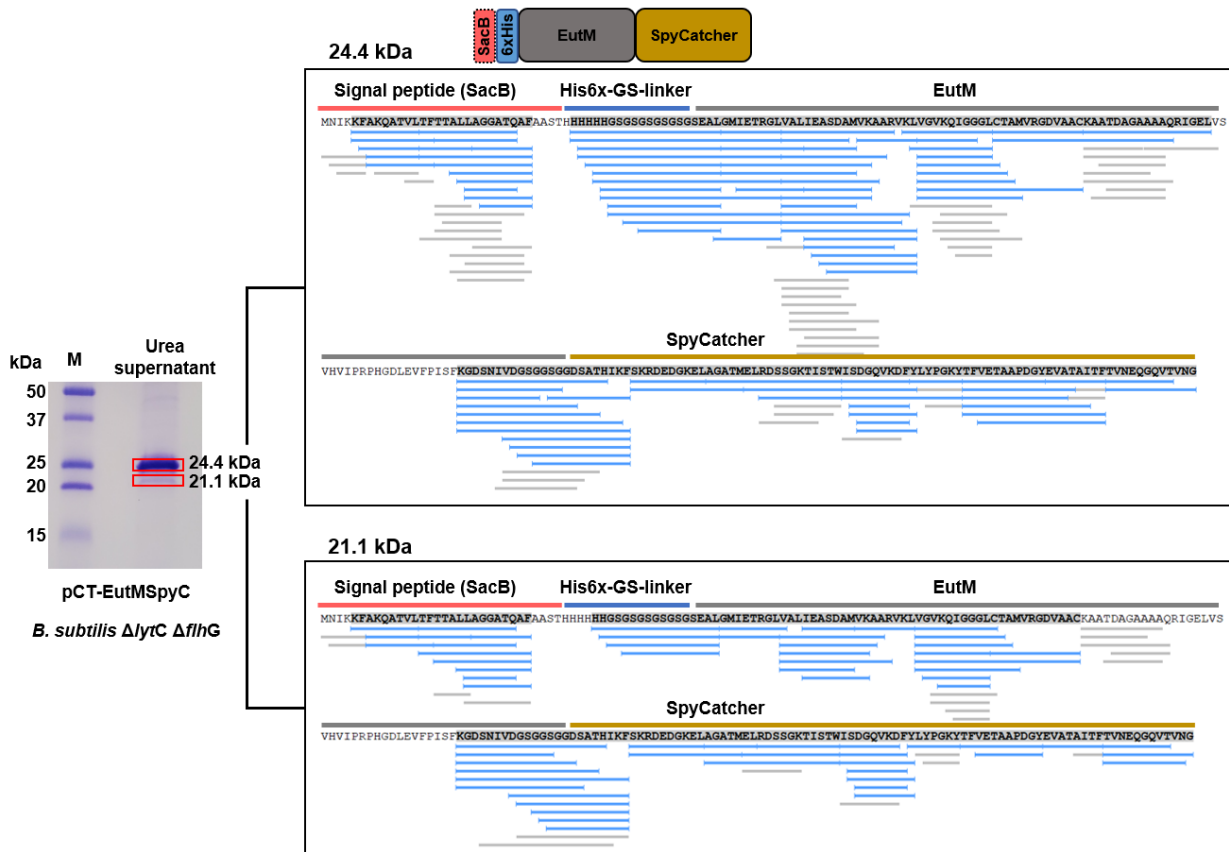 SacB
6xHis
EutM
SpyCatcher
24.4 kDa
Signal peptide (SacB)
His6x-GS-linker
EutM
MNIKKFAKQATVLTFTTALLAGGATQAFAASTHHHHHHGSGSGSGSGSGSEALGMIETRGLVALIEASDAMVKAARVKLVGVKQIGGGLCTAMVRGDVAACKAATDAGAAAAQRIGELVS
SpyCatcher
VHVIPRPHGDLEVFPISFKGDSNIVDGSGGSGGDSATHIKFSKRDEDGKELAGATMELRDSSGKTISTWISDGQVKDFYLYPGKYTFVETAAPDGYEVATAITFTVNEQGQVTVNG
kDa
M
Urea
supernatant
50
37
25
20
15
24.4 kDa
21.1 kDa
pCT-EutMSpyC
B. subtilis ΔlytC ΔflhG
21.1 kDa
Signal peptide (SacB)
His6x-GS-linker
EutM
MNIKKFAKQATVLTFTTALLAGGATQAFAASTHHHHHHGSGSGSGSGSGSEALGMIETRGLVALIEASDAMVKAARVKLVGVKQIGGGLCTAMVRGDVAACKAATDAGAAAAQRIGELVS
SpyCatcher
VHVIPRPHGDLEVFPISFKGDSNIVDGSGGSGGDSATHIKFSKRDEDGKELAGATMELRDSSGKTISTWISDGQVKDFYLYPGKYTFVETAAPDGYEVATAITFTVNEQGQVTVNG